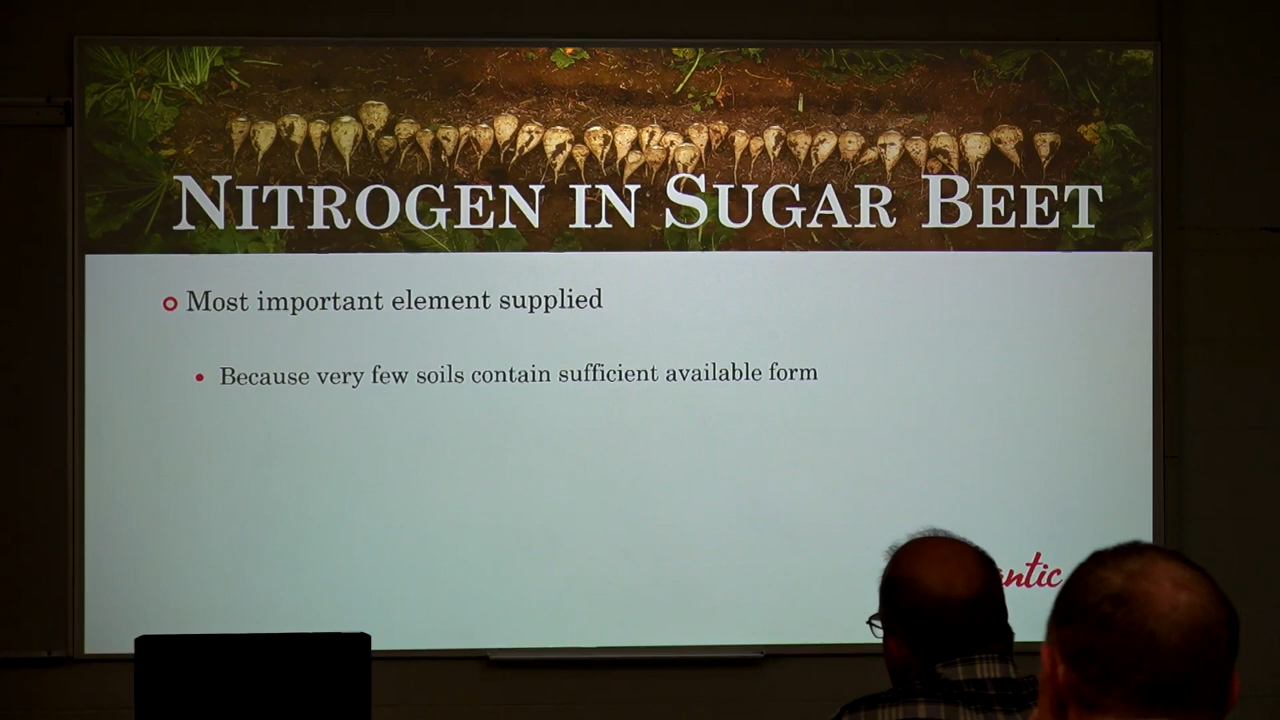 NITROGEN IN SUGAR BEET
Most important element supplied
Because very few soils contain sufficient available form